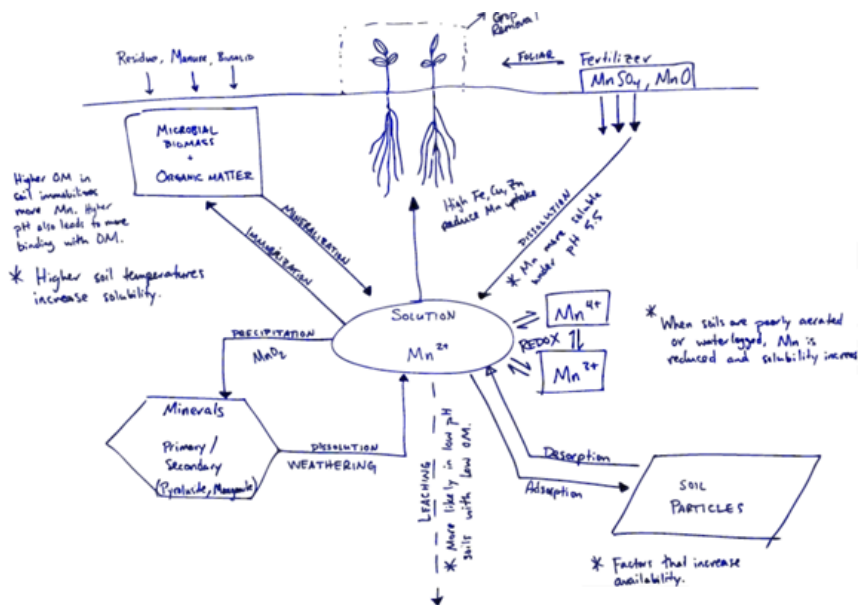 Crop
Removal
Residue, Manure, Biosolid
FOLIAR
Fertilizer
MnSO4, MnO
MICROBIAL
BIOMASS
+
ORGANIC MATTER
Higher OM in
soil immobilizes
more Mn. Higher
pH also leads to more
binding with OM.
* Higher soil temperatures
increase solubility.
MINERALIZATION
IMMOBILIZATION
High Fe, Cu, Zn
reduce Mn uptake
DISSOLUTION
* Mn more soluble
under pH 5.5
SOLUTION
Mn2+
Mn4+
REDOX
Mn2+
* When soils are poorly aerated
or waterlogged, Mn is
reduced and solubility increas
PRECIPITATION
MnO2
Minerals
Primary/
Secondary
(Pyrolusite, Manganite)
DISSOLUTION
WEATHERING
LEACHING
* More likely in low pH
soils with low OM.
Desorption
Adsorption
SOIL
PARTICLES
* Factors that increase
availability.